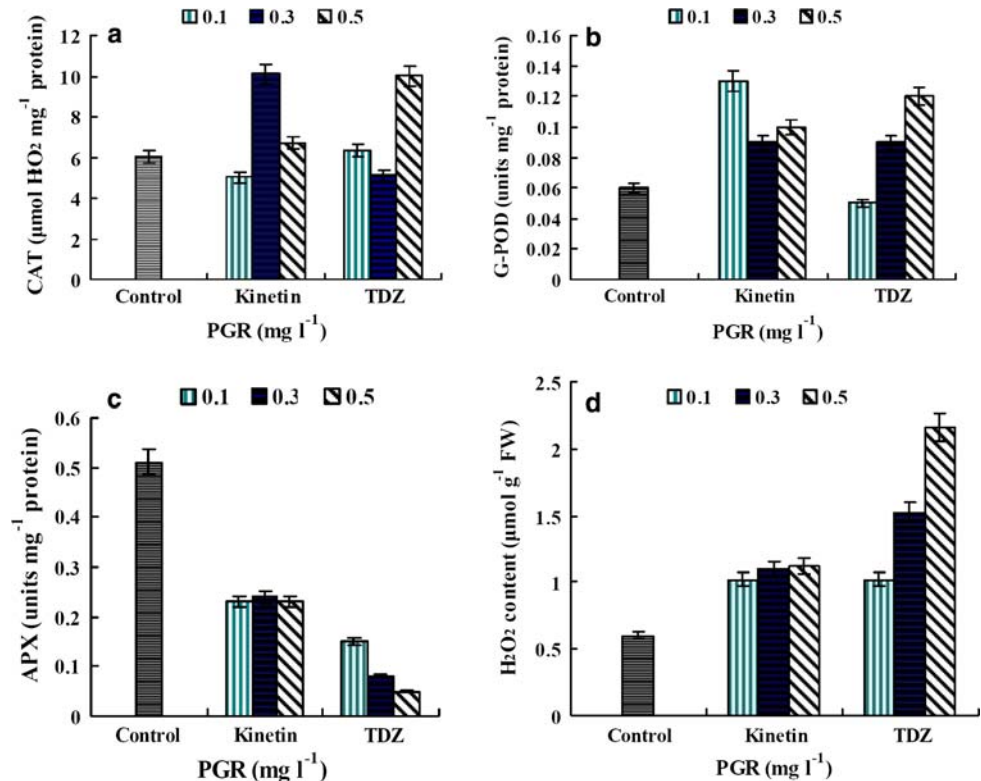 0.1 0.3 0.5
a
12
10
8
6
4
2
0
CAT (µmol HO₂ mg⁻¹ protein)
Control Kinetin TDZ
PGR (mg l⁻¹)
0.1 0.3 0.5
b
0.14
0.12
0.1
0.08
0.06
0.04
0.02
0
G-POD (units mg⁻¹ protein)
Control Kinetin TDZ
PGR (mg l⁻¹)
c
0.1 0.3 0.5
0.6
0.5
0.4
0.3
0.2
0.1
0
APX (units mg⁻¹ protein)
Control Kinetin TDZ
PGR (mg l⁻¹)
d
0.1 0.3 0.5
2.5
2
1.5
1
0.5
0
H₂O₂ content (µmol g⁻¹ FW)
Control Kinetin TDZ
PGR (mg l⁻¹)